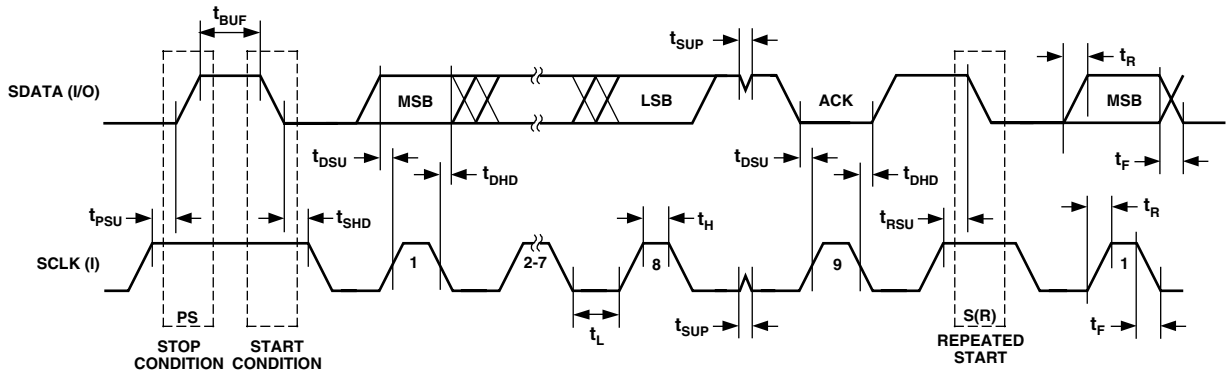 tBUF
tSUP
tR
SDATA (I/O)
MSB
LSB
ACK
MSB
tDSU
tDHD
tDSU
tDHD
tF
tPSU
tSHD
tH
tRSU
tR
SCLK (I)
1
2-7
8
9
1
PS
tL
tSUP
S(R)
tF
STOP
CONDITION
START
CONDITION
REPEATED
START